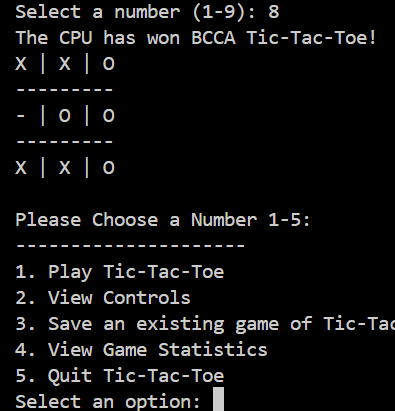 Select a number (1-9): 8
The CPU has won BCCA Tic-Tac-Toe!
X | X | O
---------
- | O | O
---------
X | X | O
Please Choose a Number 1-5:
---------------------
1. Play Tic-Tac-Toe
2. View Controls
3. Save an existing game of Tic-Tac
4. View Game Statistics
5. Quit Tic-Tac-Toe
Select an option: